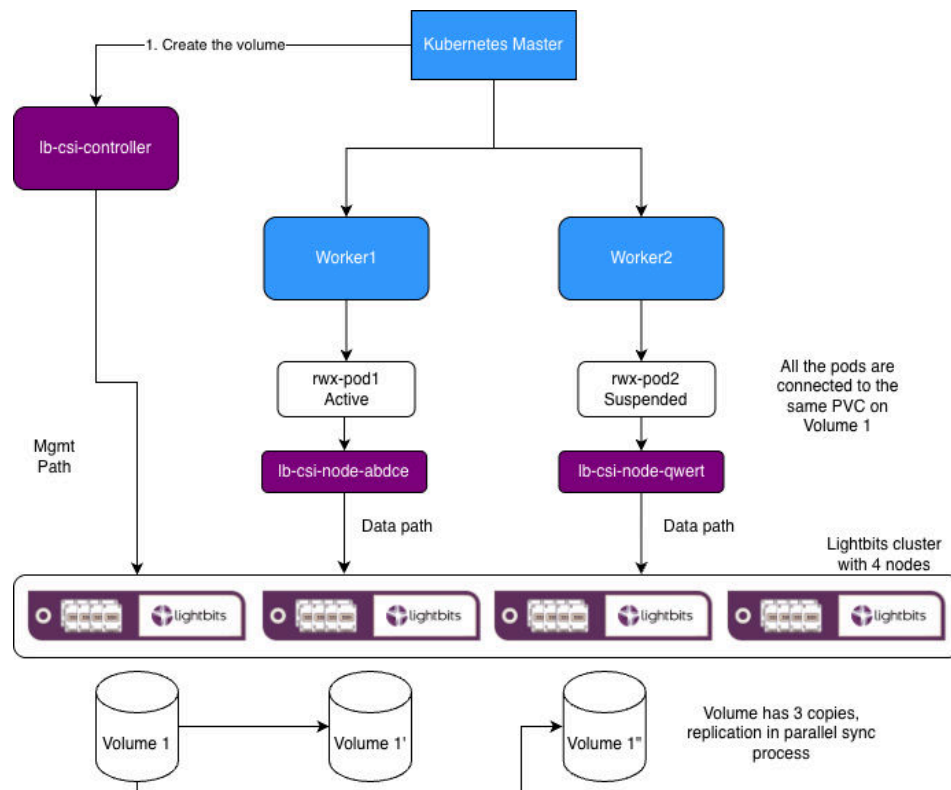 Kubernetes Master
1. Create the volume
lb-csi-controller
Worker1
Worker2
rwx-pod1
Active
rwx-pod2
Suspended
All the pods are
connected to the
same PVC on
Volume 1
Mgmt
Path
lb-csi-node-abdce
lb-csi-node-qwert
Data path
Data path
Lightbits cluster
with 4 nodes
lightbits
lightbits
lightbits
lightbits
Volume 1
Volume 1'
Volume 1"
Volume has 3 copies,
replication in parallel sync
process